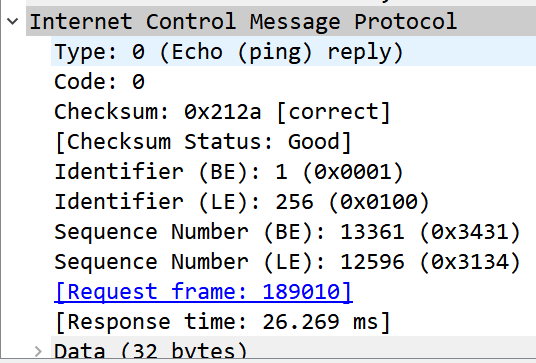 Internet Control Message Protocol
Type: 0 (Echo (ping) reply)
Code: 0
Checksum: 0x212a [correct]
[Checksum Status: Good]
Identifier (BE): 1 (0x0001)
Identifier (LE): 256 (0x0100)
Sequence Number (BE): 13361 (0x3431)
Sequence Number (LE): 12596 (0x3134)
[Request frame: 189010]
[Response time: 26.269 ms]
Data (32 bytes)